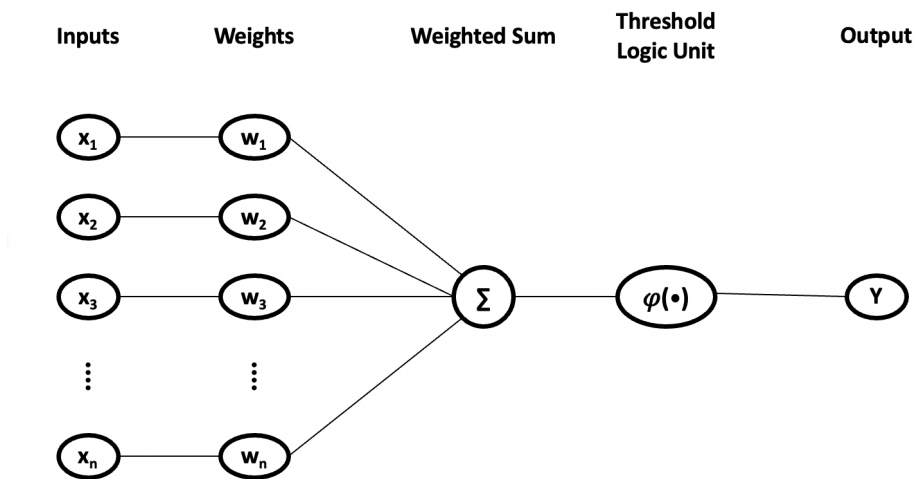 Inputs Weights Weighted Sum Threshold Logic Unit Output
x₁ w₁
x₂ w₂
x₃ w₃ Σ φ(•) Y
⁞ ⁞
xₙ wₙ